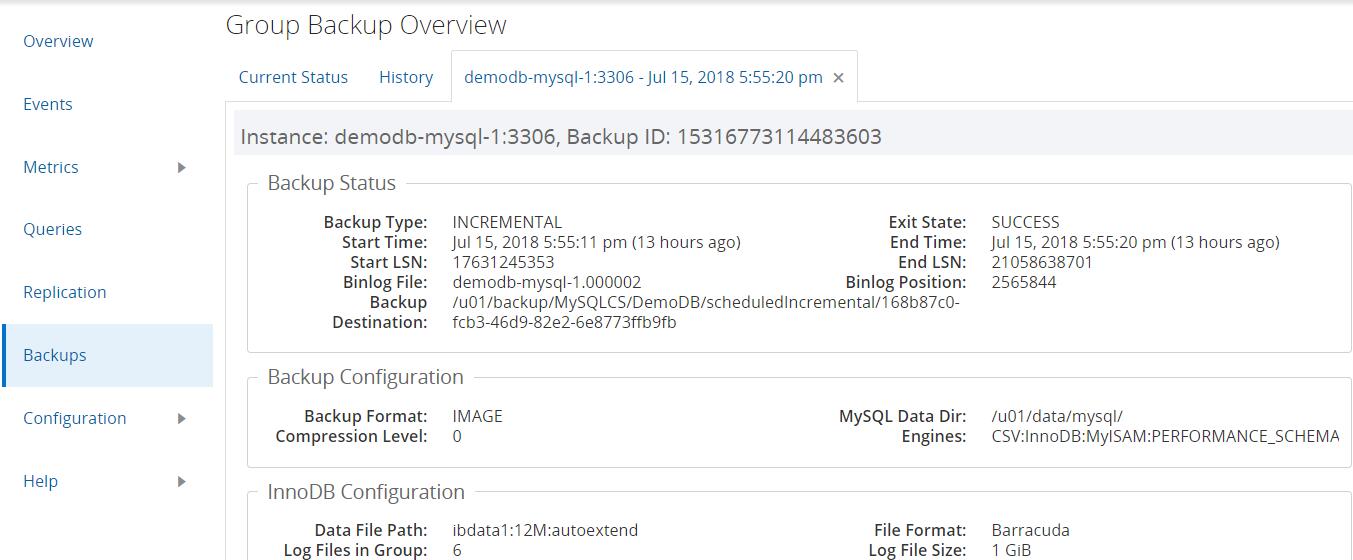 Overview
Events
Metrics
Queries
Replication
Backups
Configuration
Help
Group Backup Overview
Current Status History demodb-mysql-1:3306 - Jul 15, 2018 5:55:20 pm ×
Instance: demodb-mysql-1:3306, Backup ID: 15316773114483603
Backup Status
Backup Type: INCREMENTAL Exit State: SUCCESS
Start Time: Jul 15, 2018 5:55:11 pm (13 hours ago) End Time: Jul 15, 2018 5:55:20 pm (13 hours ago)
Start LSN: 17631245353 End LSN: 21058638701
Binlog File: demodb-mysql-1.000002 Binlog Position: 2565844
Backup /u01/backup/MySQLCS/DemoDB/scheduledIncremental/168b87c0-
Destination: fcb3-46d9-82e2-6e8773ffb9fb
Backup Configuration
Backup Format: IMAGE MySQL Data Dir: /u01/data/mysql/
Compression Level: 0 Engines: CSV:InnoDB:MyISAM:PERFORMANCE_SCHEMA
InnoDB Configuration
Data File Path: ibdata1:12M:autoextend File Format: Barracuda
Log Files in Group: 6 Log File Size: 1 GiB